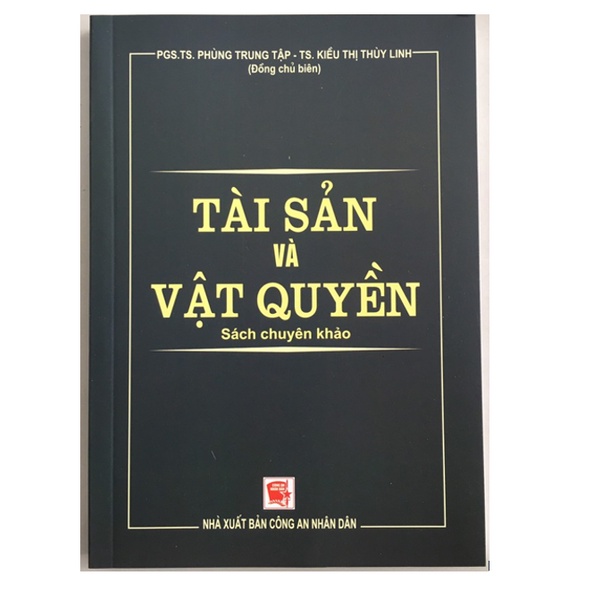 PGS.TS. PHÙNG TRUNG TẬP - TS. KIỀU THỊ THÙY LINH
(Đồng chủ biên)
TÀI SẢN
VÀ
VẬT QUYỀN
Sách chuyên khảo
NHÀ XUẤT BẢN CÔNG AN NHÂN DÂN